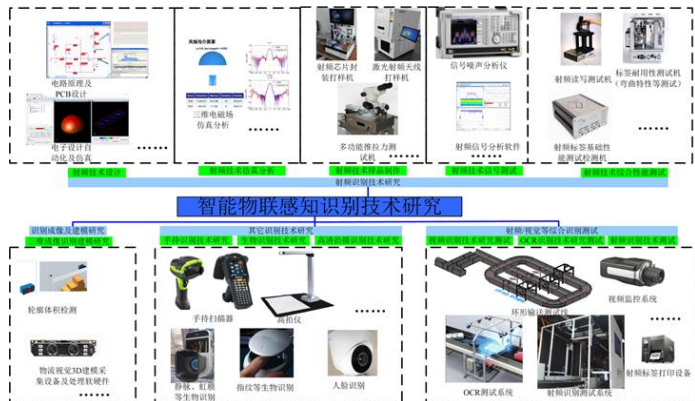 电路原理及
PCB设计
电子设计自
动化及仿真
······
天线与介质罩
三维电磁场
仿真分析
······
射频芯片封
装打样机
激光射频天线
打样机
多功能推拉力测
试机
······
信号噪声分析仪
射频信号分析软件
······
射频读写测试机
标签耐用性测试机
(弯曲特性等测试)
射频标签基础性
能测试检测机
······
射频技术设计
射频技术仿真分析
射频技术样品制作
射频技术信号测试
射频技术综合性能测试
射频识别技术研究
智能物联感知识别技术研究
识别成像及建模研究
三维成像识别建模研究
其它识别技术研究
手持识别技术研究
生物识别技术研究
高清拍摄识别技术研究
射频/视觉等综合识别测试
视频识别技术研究测试
OCR识别技术研究测试
射频识别技术测试
轮廓体积检测
物流视觉3D建模采
集设备及处理软硬件
······
手持扫描器
高拍仪
······
静脉、虹膜
等生物识别
指纹等生物识别
人脸识别
环形输送测试线
视频监控系统
······
OCR测试系统
射频识别测试系统
射频标签打印设备